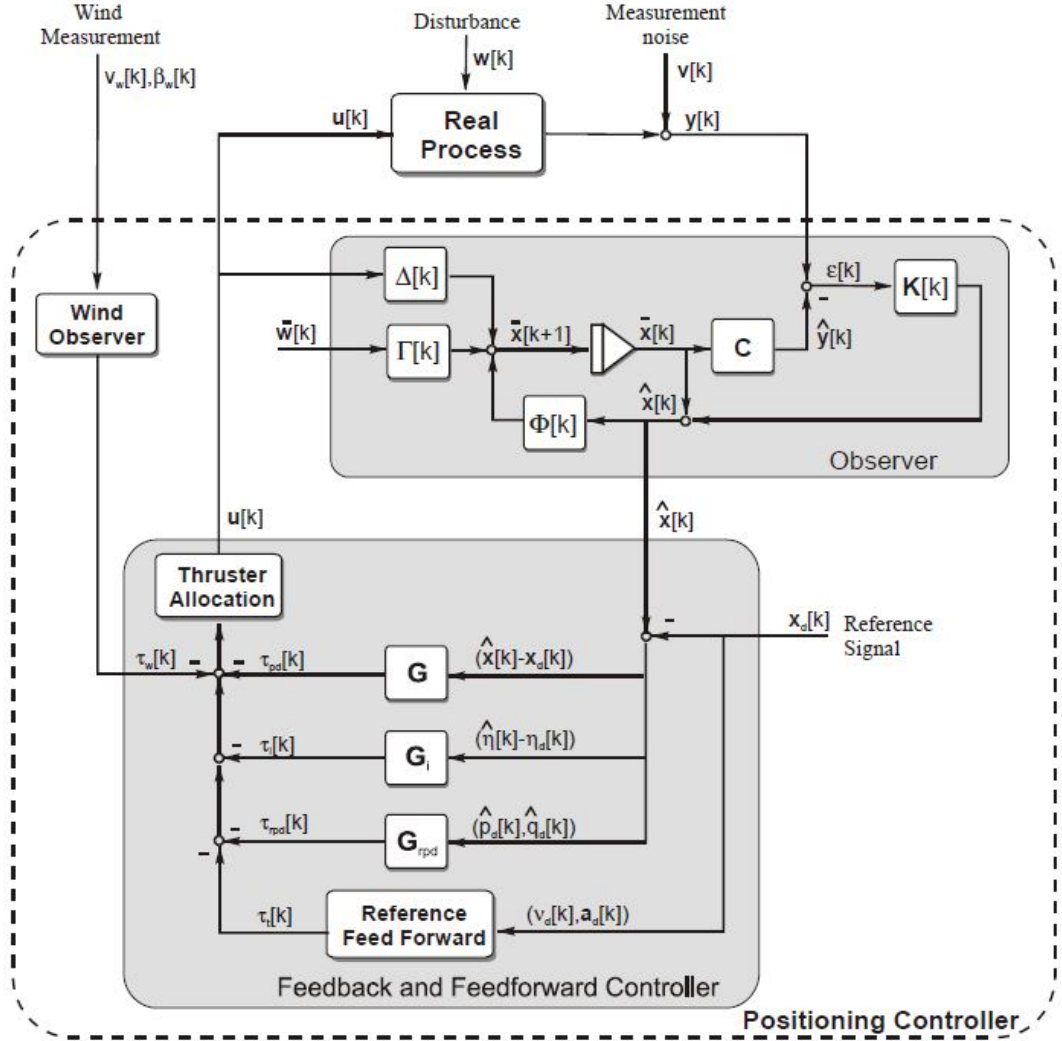 Wind
Measurement
Disturbance
Measurement
noise
v_w[k],β_w[k]
w[k]
v[k]
u[k]
Real
Process
y[k]
Wind
Observer
Δ[k]
ε[k]
K[k]
w̄[k]
Γ[k]
x̄[k+1]
x̄[k]
C
-
ŷ[k]
Φ[k]
x̂[k]
Observer
x̂[k]
u[k]
Thruster
Allocation
-
x_d[k]
Reference
Signal
τ_w[k]
-
-
τ_pd[k]
G
(x̂[k]-x_d[k])
-
τ_i[k]
G_i
(η̂[k]-η_d[k])
-
τ_rpd[k]
G_rpd
(p̂_d[k],q̂_d[k])
-
τ_t[k]
Reference
Feed Forward
(ν_d[k],a_d[k])
Feedback and Feedforward Controller
Positioning Controller